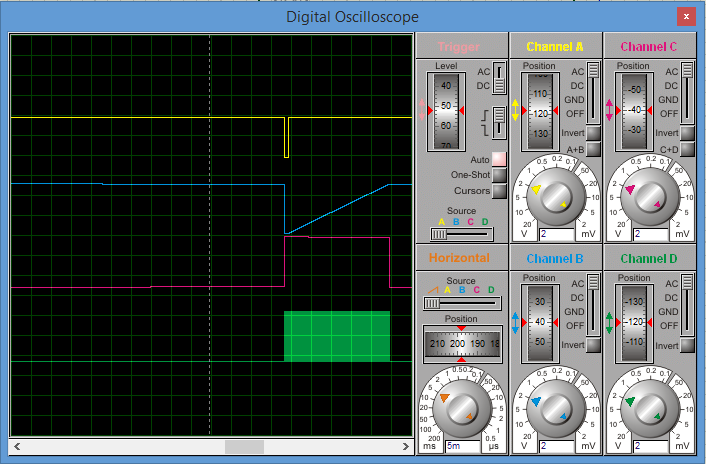 Digital Oscilloscope
x
Trigger
Level
40
50
60
70
AC
DC
Auto
One-Shot
Cursors
Source
A B C D
Channel A
Position
110
120
130
AC
DC
GND
OFF
Invert
A+B
0.5 0.2 0.1
1
2
5
10
20
50
20
10
5
2
V 2 mV
Channel C
Position
-50
-40
-30
AC
DC
GND
OFF
Invert
C+D
0.5 0.2 0.1
1
2
5
10
20
50
20
10
5
2
V 2 mV
Horizontal
Source
A B C D
Position
210 200 190 18
0.5 0.2 0.1
1
2
5
10
20
50
100
200
50
20
10
5
2
1
0.5
ms 5m µs
Channel B
Position
30
40
50
AC
DC
GND
OFF
Invert
0.5 0.2 0.1
1
2
5
10
20
50
20
10
5
2
V 2 mV
Channel D
Position
-130
-120
-110
AC
DC
GND
OFF
Invert
0.5 0.2 0.1
1
2
5
10
20
50
20
10
5
2
V 2 mV